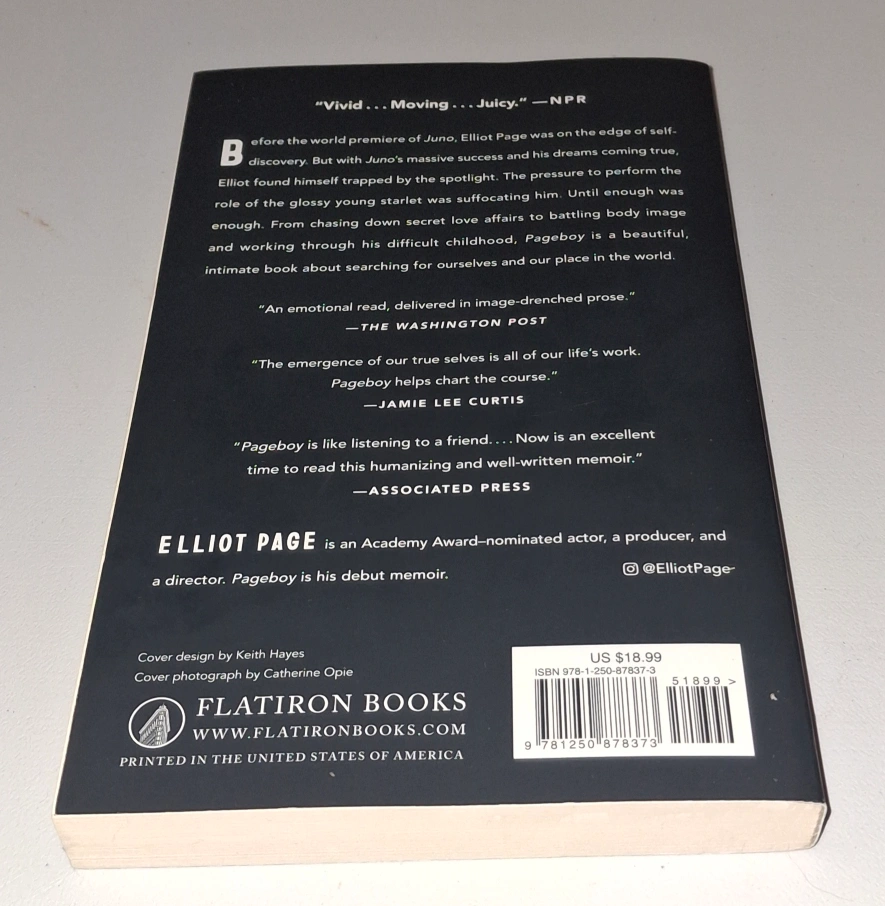 “Vivid . . . Moving . . . Juicy.” —NPR
Before the world premiere of Juno, Elliot Page was on the edge of self-
discovery. But with Juno’s massive success and his dreams coming true,
Elliot found himself trapped by the spotlight. The pressure to perform the
role of the glossy young starlet was suffocating him. Until enough was
enough. From chasing down secret love affairs to battling body image
and working through his difficult childhood, Pageboy is a beautiful,
intimate book about searching for ourselves and our place in the world.
“An emotional read, delivered in image-drenched prose.”
—THE WASHINGTON POST
“The emergence of our true selves is all of our life’s work.
Pageboy helps chart the course.”
—JAMIE LEE CURTIS
“Pageboy is like listening to a friend. . . . Now is an excellent
time to read this humanizing and well-written memoir.”
—ASSOCIATED PRESS
ELLIOT PAGE is an Academy Award–nominated actor, a producer, and
a director. Pageboy is his debut memoir.
@ElliotPage
Cover design by Keith Hayes
Cover photograph by Catherine Opie
FLATIRON BOOKS
WWW.FLATIRONBOOKS.COM
PRINTED IN THE UNITED STATES OF AMERICA
US $18.99
ISBN 978-1-250-87837-3
51899 >
9 781250 878373